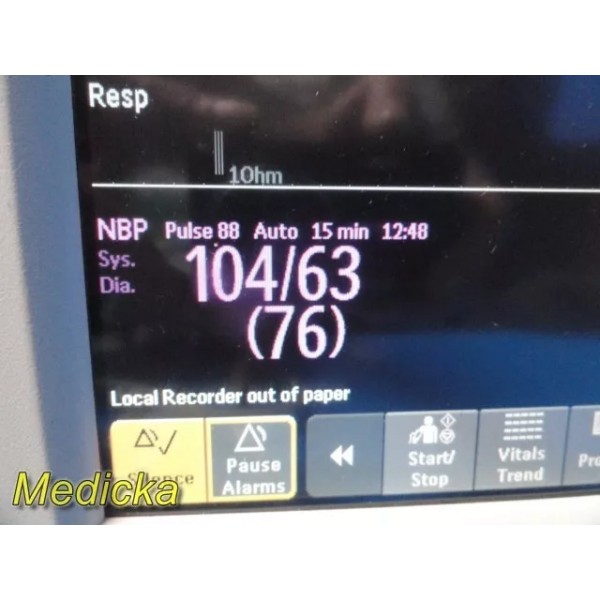 Resp
1Ohm
NBP Pulse 88 Auto 15 min 12:48
Sys. 104/63
Dia.
(76)
Local Recorder out of paper
Silence
Pause Alarms
Start/ Stop
Vitals Trend
Medicka